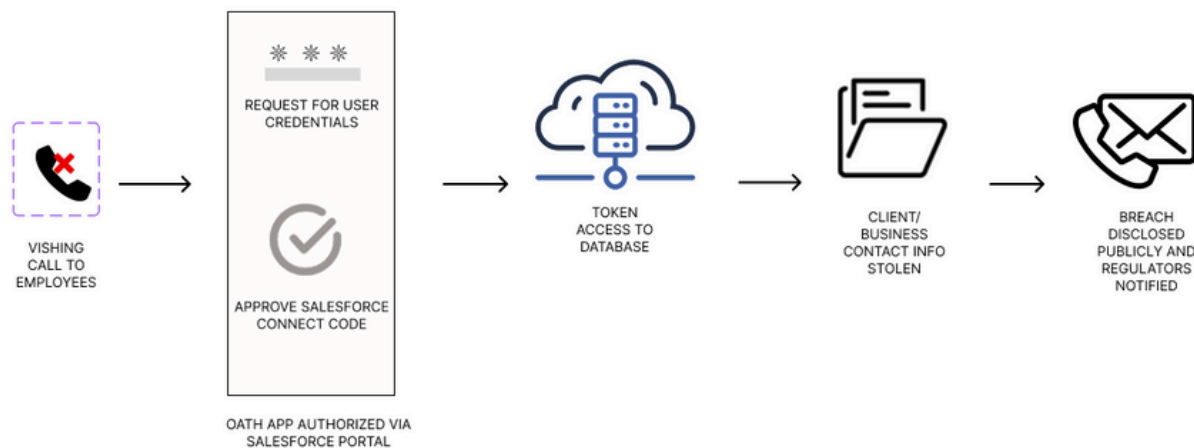 VISHING
CALL TO
EMPLOYEES
REQUEST FOR USER
CREDENTIALS
APPROVE SALESFORCE
CONNECT CODE
OATH APP AUTHORIZED VIA
SALESFORCE PORTAL
TOKEN
ACCESS TO
DATABASE
CLIENT/
BUSINESS
CONTACT INFO
STOLEN
BREACH
DISCLOSED
PUBLICLY AND
REGULATORS
NOTIFIED